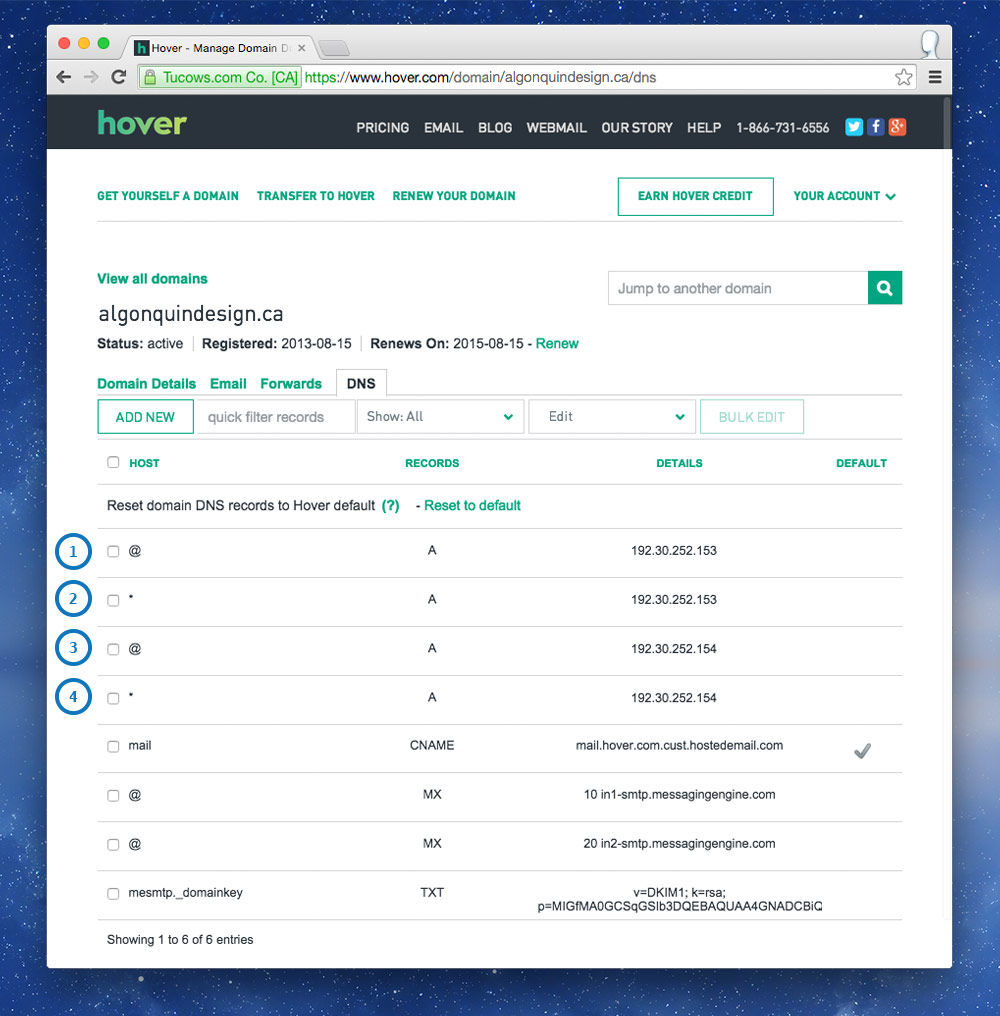 Hover - Manage Domain D
Tucows.com Co. [CA] https://www.hover.com/domain/algonquindesign.ca/dns
hover PRICING EMAIL BLOG WEBMAIL OUR STORY HELP 1-866-731-6556
GET YOURSELF A DOMAIN TRANSFER TO HOVER RENEW YOUR DOMAIN EARN HOVER CREDIT YOUR ACCOUNT
View all domains
Jump to another domain
algonquindesign.ca
Status: active Registered: 2013-08-15 Renews On: 2015-08-15 - Renew
Domain Details Email Forwards DNS
ADD NEW quick filter records Show: All Edit BULK EDIT
HOST RECORDS DETAILS DEFAULT
Reset domain DNS records to Hover default (?) - Reset to default
1 @ A 192.30.252.153
2 * A 192.30.252.153
3 @ A 192.30.252.154
4 * A 192.30.252.154
mail CNAME mail.hover.com.cust.hostedemail.com
@ MX 10 in1-smtp.messagingengine.com
@ MX 20 in2-smtp.messagingengine.com
mesmtp._domainkey TXT v=DKIM1; k=rsa;
p=MIGfMA0GCSqGSIb3DQEBAQUAA4GNADCBiQ
Showing 1 to 6 of 6 entries